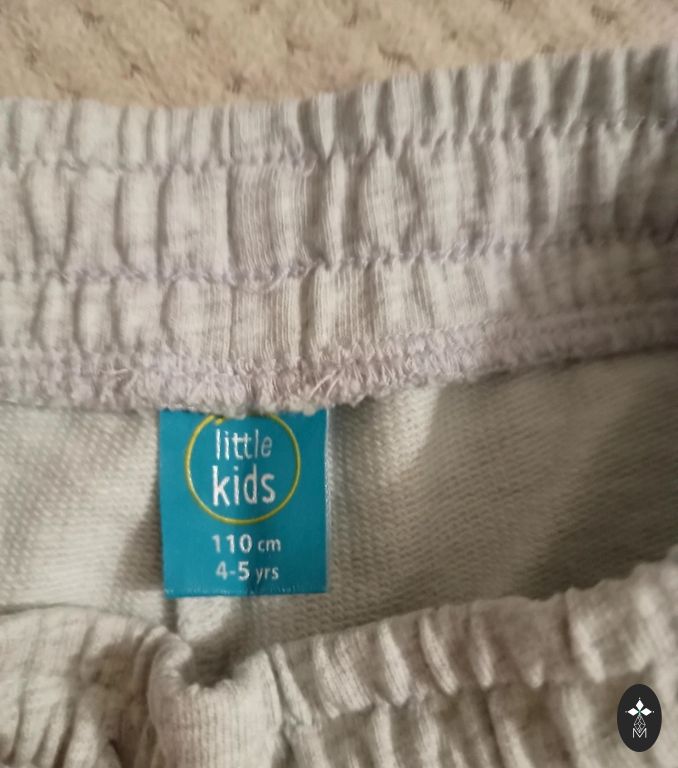 little
kids
110 cm
4-5 yrs
M